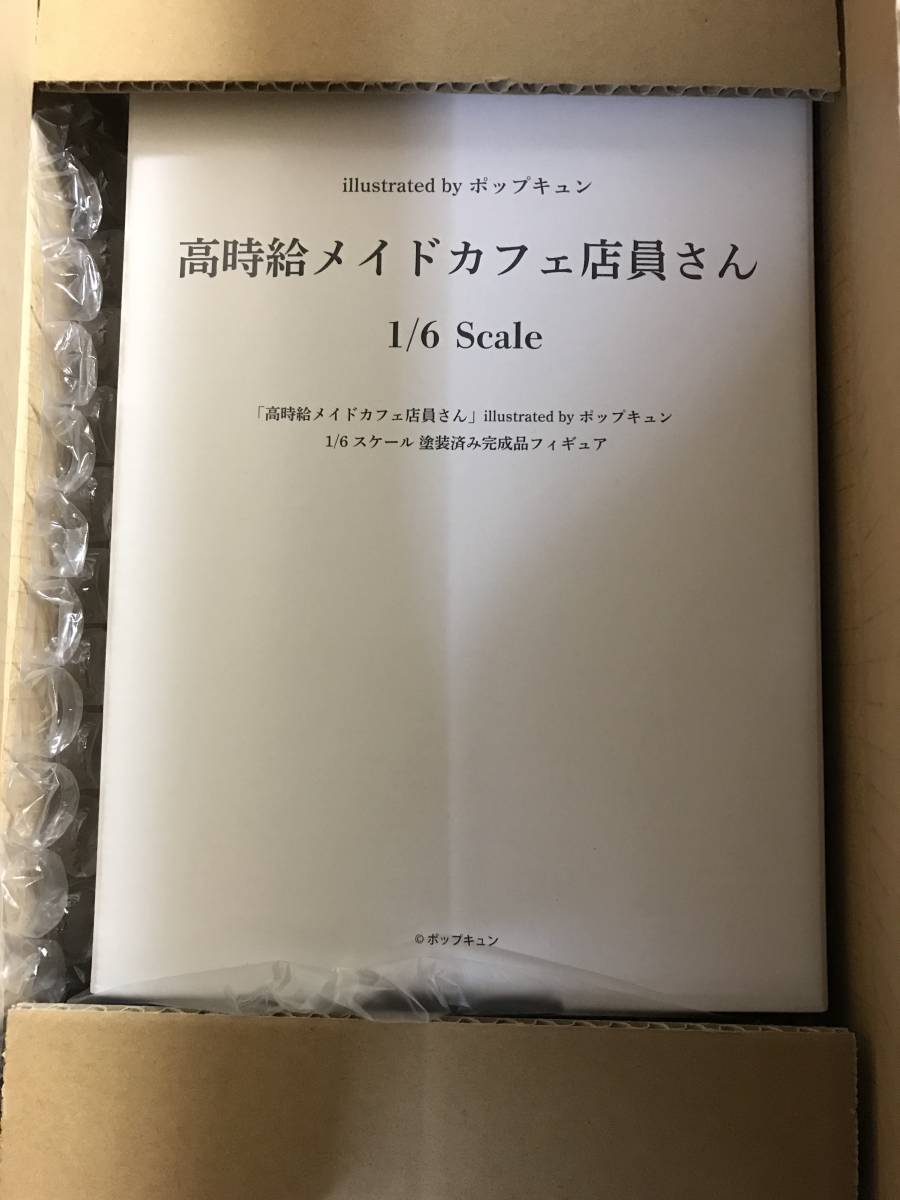 illustrated by ポップキュン
高時給メイドカフェ店員さん
1/6 Scale
「高時給メイドカフェ店員さん」illustrated by ポップキュン
1/6 スケール 塗装済み完成品フィギュア
© ポップキュン